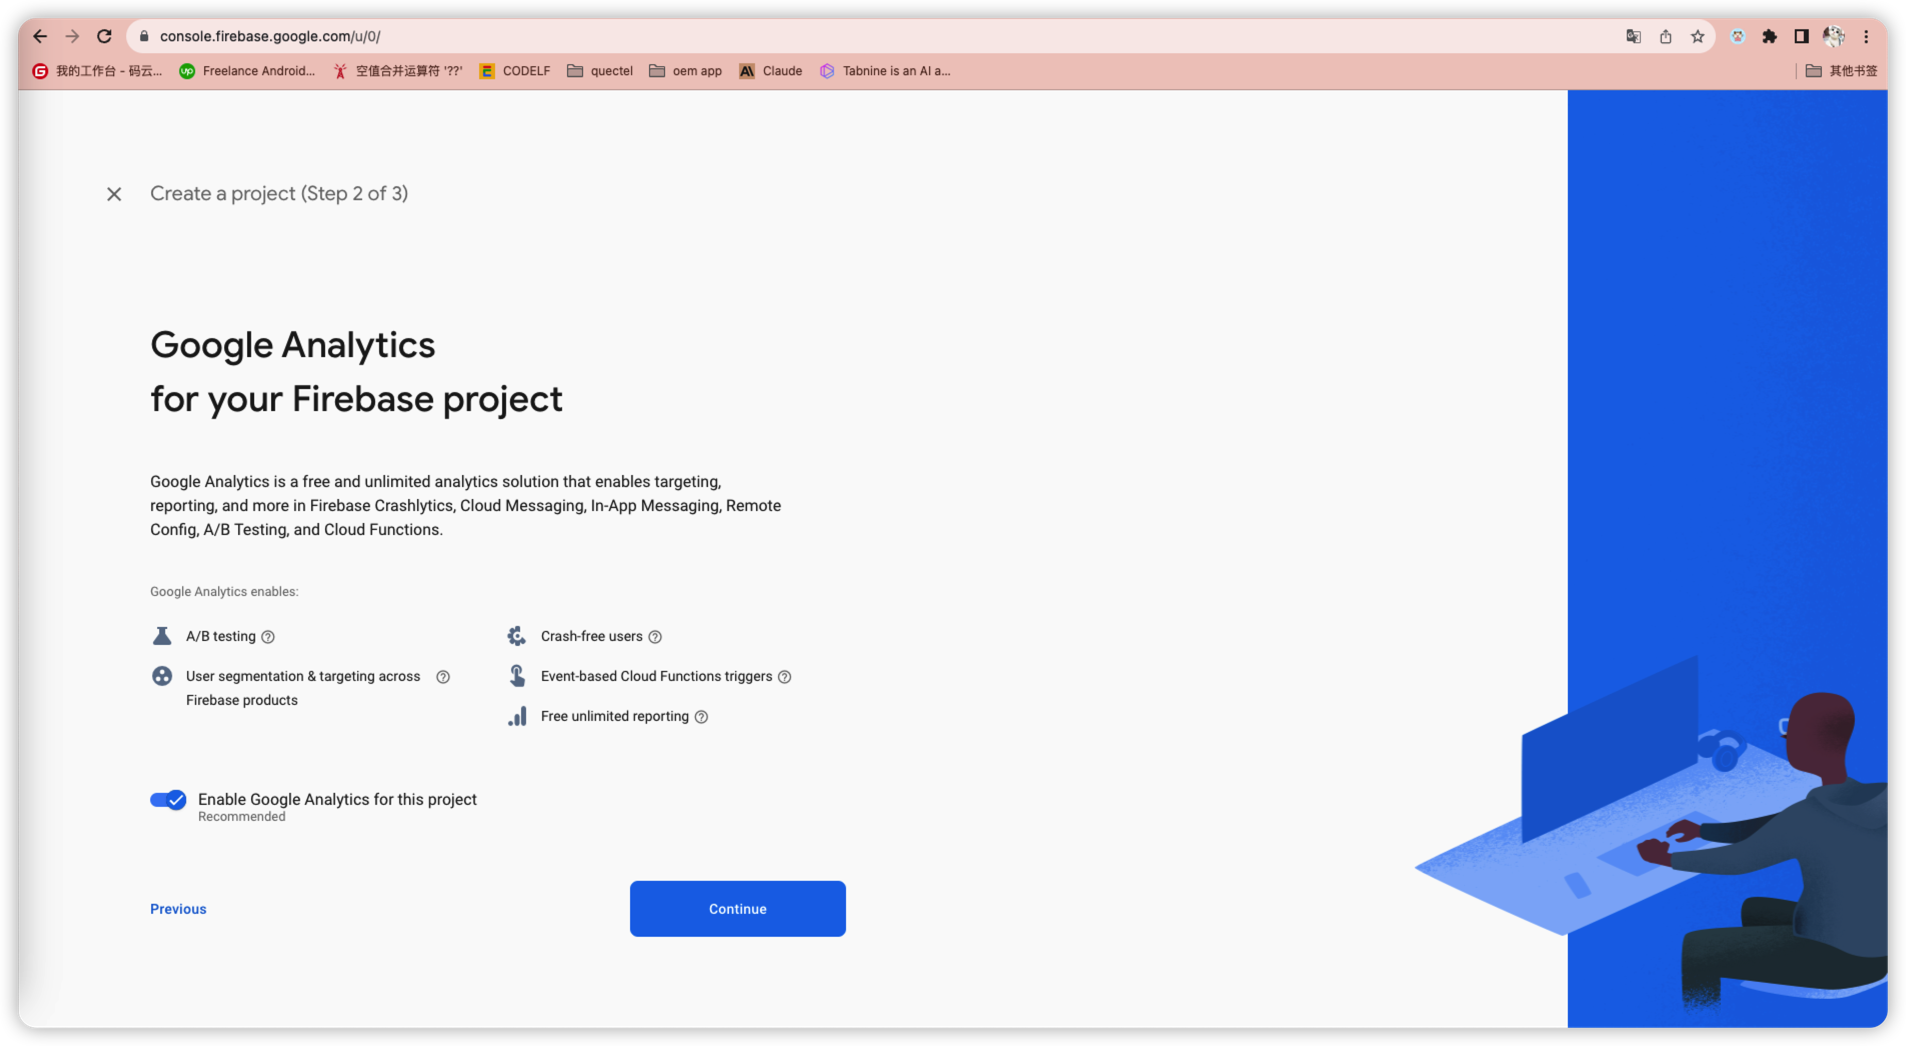 console.firebase.google.com/u/0/
我的工作台 - 码云... Freelance Android... 空值合并运算符 '??' CODELF quectel oem app Claude Tabnine is an AI a... 其他书签
Create a project (Step 2 of 3)
Google Analytics
for your Firebase project
Google Analytics is a free and unlimited analytics solution that enables targeting,
reporting, and more in Firebase Crashlytics, Cloud Messaging, In-App Messaging, Remote
Config, A/B Testing, and Cloud Functions.
Google Analytics enables:
A/B testing
User segmentation & targeting across
Firebase products
Crash-free users
Event-based Cloud Functions triggers
Free unlimited reporting
Enable Google Analytics for this project
Recommended
Previous
Continue